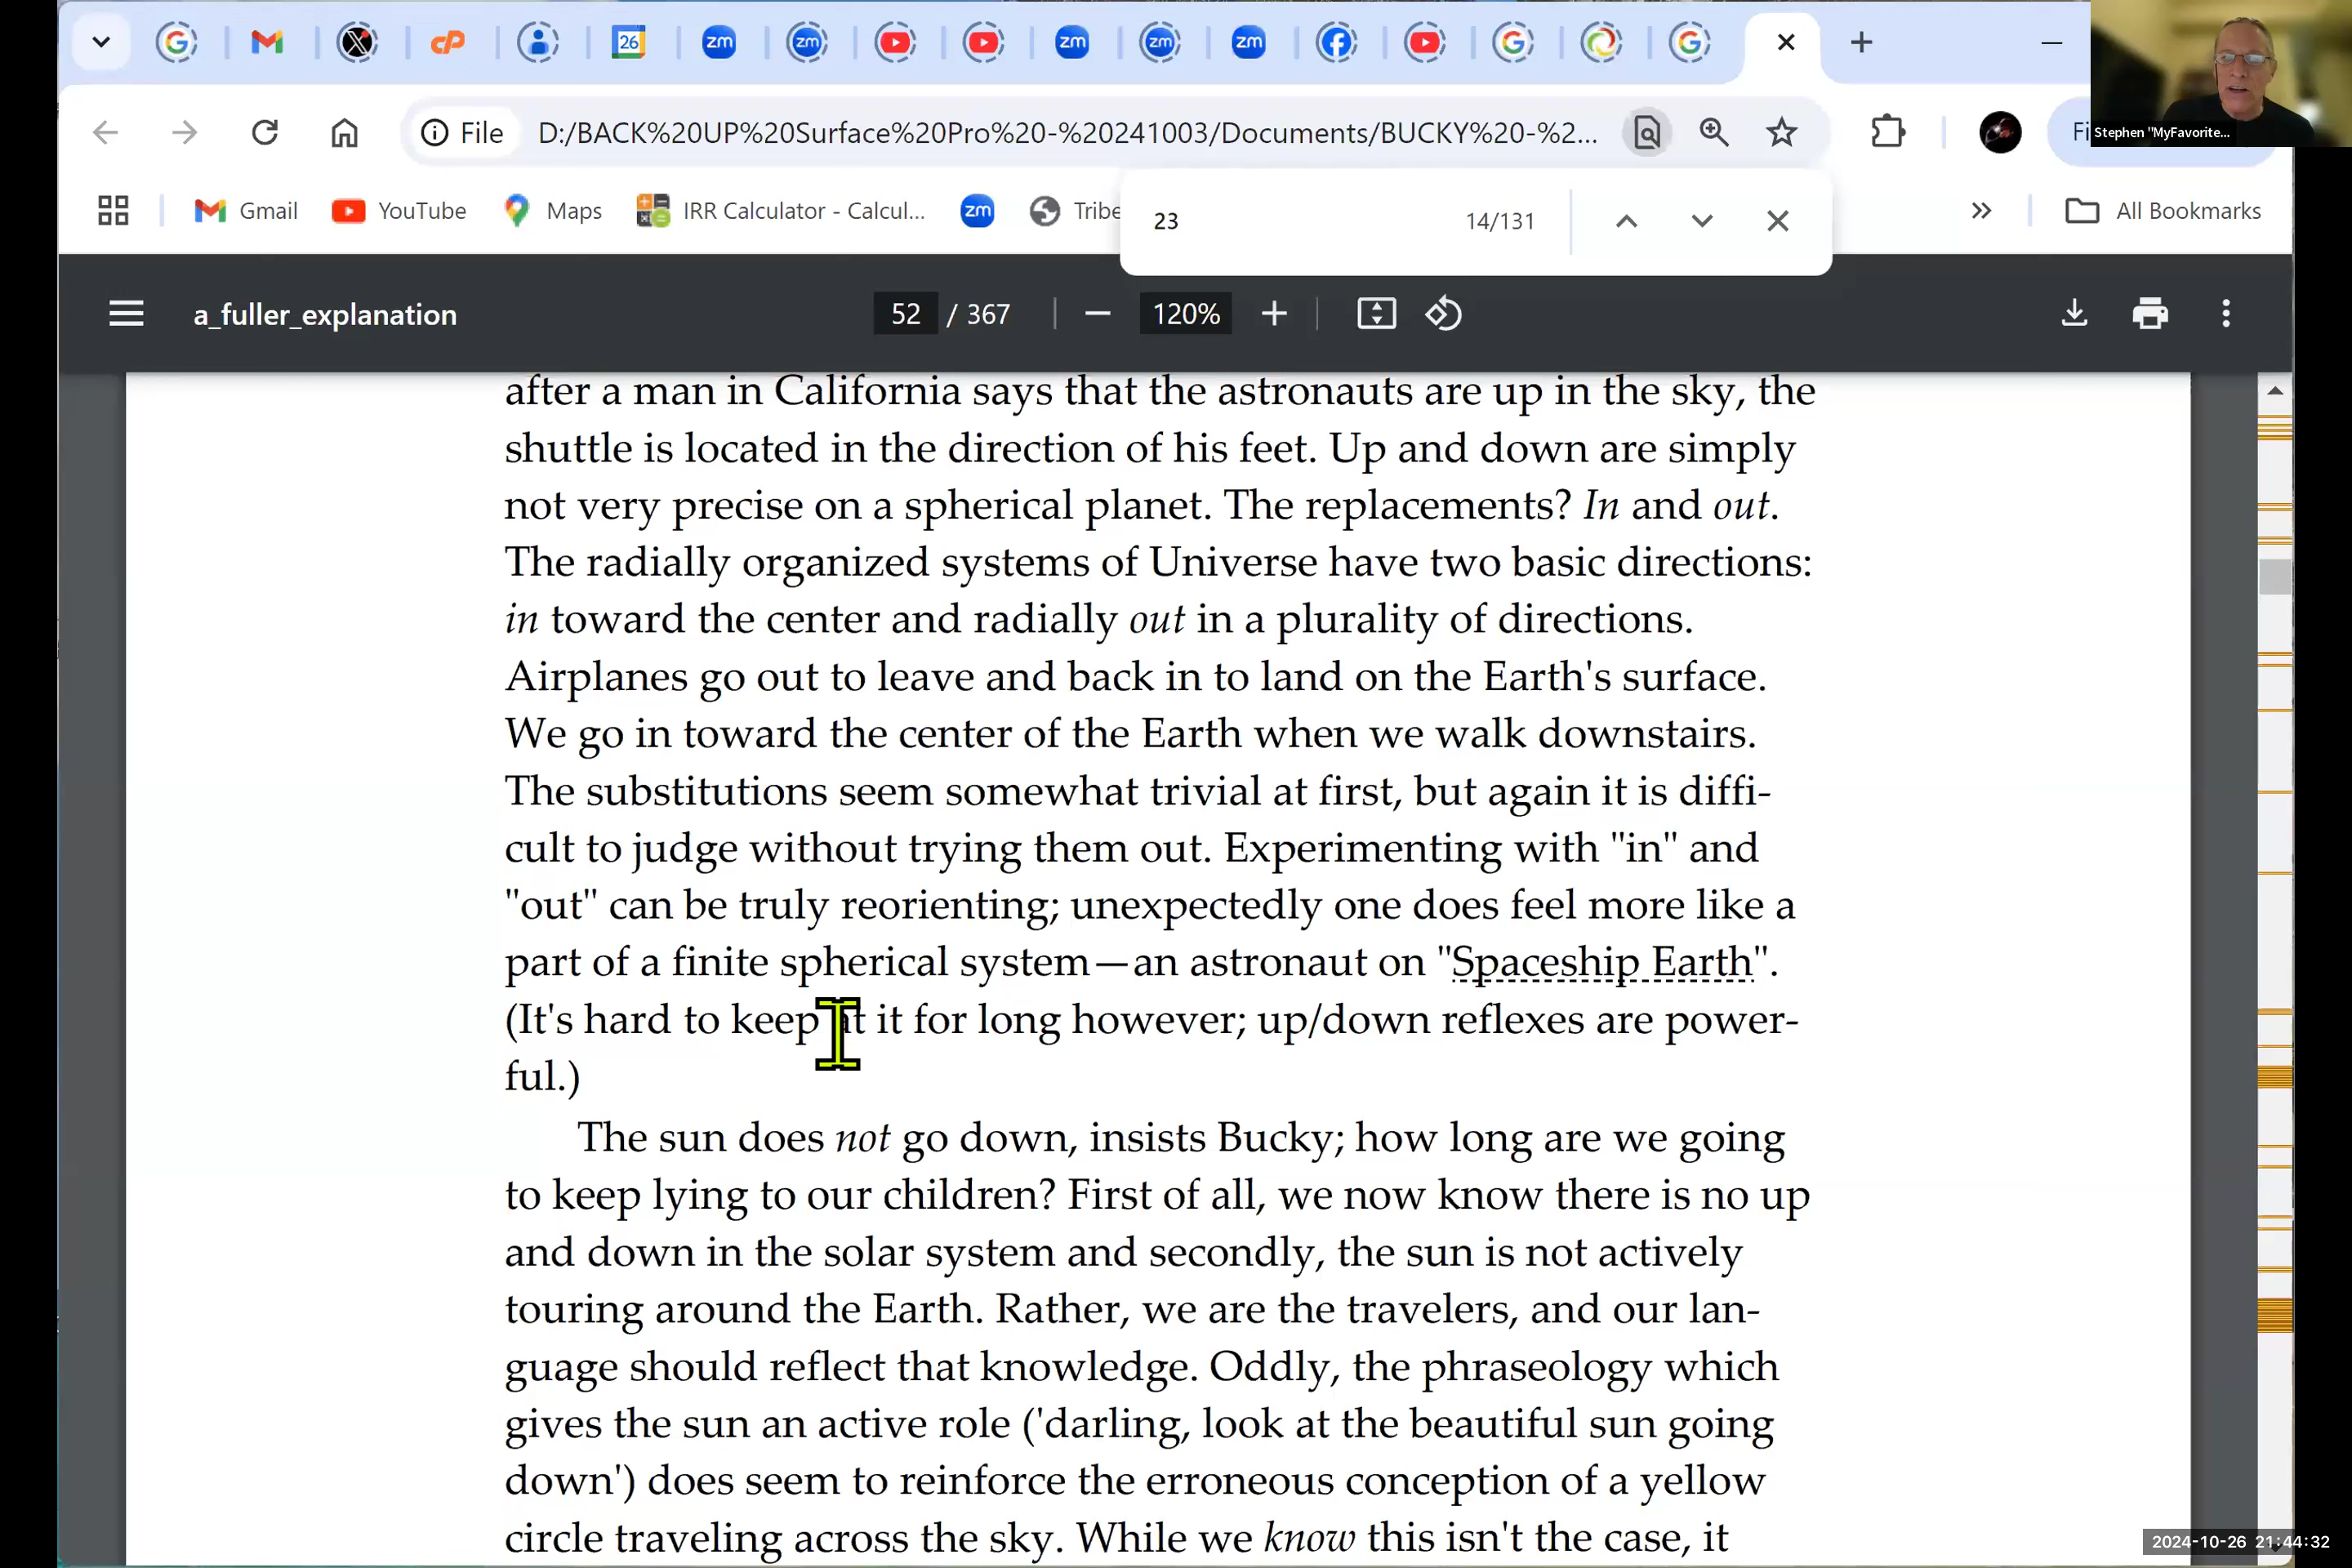 26
zm
zm
zm
zm
zm
File
D:/BACK%20UP%20Surface%20Pro%20-%20241003/Documents/BUCKY%20-%2...
Stephen "MyFavorite...
Gmail
YouTube
Maps
IRR Calculator - Calcul...
zm
Tribe
23
14/131
All Bookmarks
a_fuller_explanation
52 / 367
120%
after a man in California says that the astronauts are up in the sky, the
shuttle is located in the direction of his feet. Up and down are simply
not very precise on a spherical planet. The replacements? In and out.
The radially organized systems of Universe have two basic directions:
in toward the center and radially out in a plurality of directions.
Airplanes go out to leave and back in to land on the Earth's surface.
We go in toward the center of the Earth when we walk downstairs.
The substitutions seem somewhat trivial at first, but again it is diffi-
cult to judge without trying them out. Experimenting with "in" and
"out" can be truly reorienting; unexpectedly one does feel more like a
part of a finite spherical system—an astronaut on "Spaceship Earth".
(It's hard to keep at it for long however; up/down reflexes are power-
ful.)
The sun does not go down, insists Bucky; how long are we going
to keep lying to our children? First of all, we now know there is no up
and down in the solar system and secondly, the sun is not actively
touring around the Earth. Rather, we are the travelers, and our lan-
guage should reflect that knowledge. Oddly, the phraseology which
gives the sun an active role ('darling, look at the beautiful sun going
down') does seem to reinforce the erroneous conception of a yellow
circle traveling across the sky. While we know this isn't the case, it
2024-10-26 21:44:32